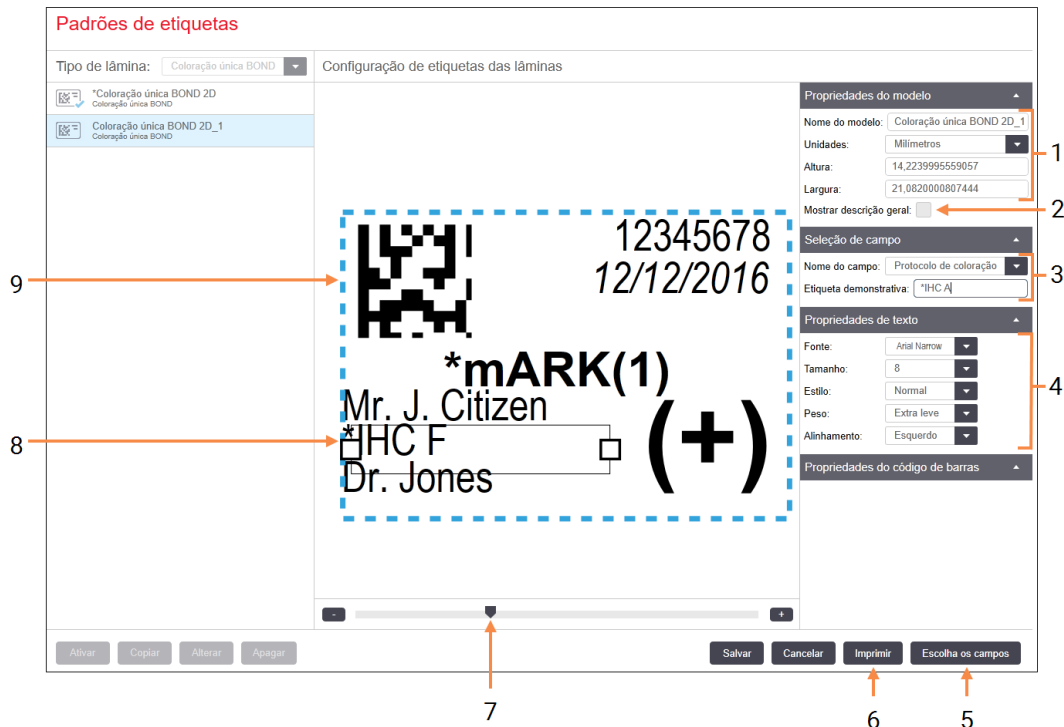 Padrões de etiquetas
Tipo de lâmina: Coloração única BOND
Configuração de etiquetas das lâminas
*Coloração única BOND 2D
Coloração única BOND
Coloração única BOND 2D_1
Coloração única BOND
12345678
12/12/2016
*mARK(1)
Mr. J. Citizen
*IHC F
(+)
Dr. Jones
- +
Propriedades do modelo
Nome do modelo: Coloração única BOND 2D_1
Unidades: Milímetros
Altura: 14,2239995559057
Largura: 21,0820000807444
Mostrar descrição geral:
Seleção de campo
Nome do campo: Protocolo de coloração
Etiqueta demonstrativa: *IHC A
Propriedades de texto
Fonte: Arial Narrow
Tamanho: 8
Estilo: Normal
Peso: Extra leve
Alinhamento: Esquerdo
Propriedades do código de barras
Ativar Copiar Alterar Apagar
Salvar Cancelar Imprimir Escolha os campos
1
2
3
4
5
6
7
8
9